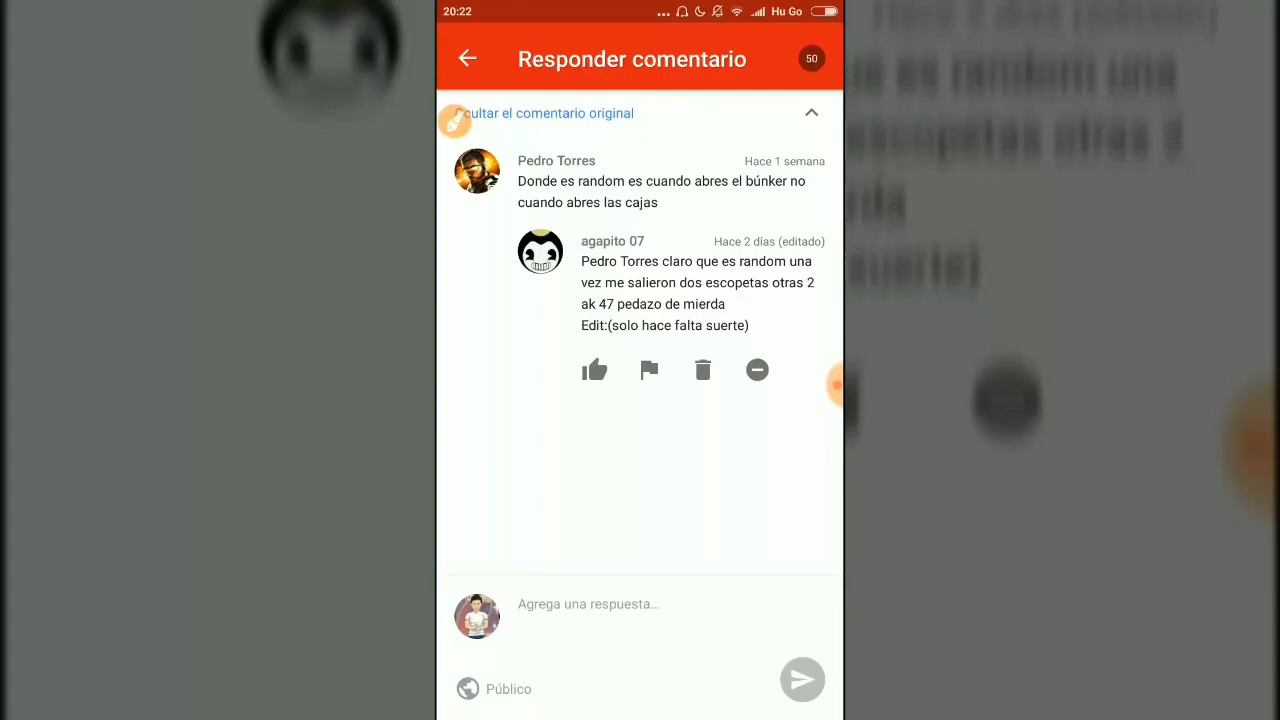 20:22
Hu Go
Responder comentario
50
cultar el comentario original
Pedro Torres
Hace 1 semana
Donde es random es cuando abres el búnker no
cuando abres las cajas
agapito 07
Hace 2 días (editado)
Pedro Torres claro que es random una
vez me salieron dos escopetas otras 2
ak 47 pedazo de mierda
Edit:(solo hace falta suerte)
Agrega una respuesta...
Público